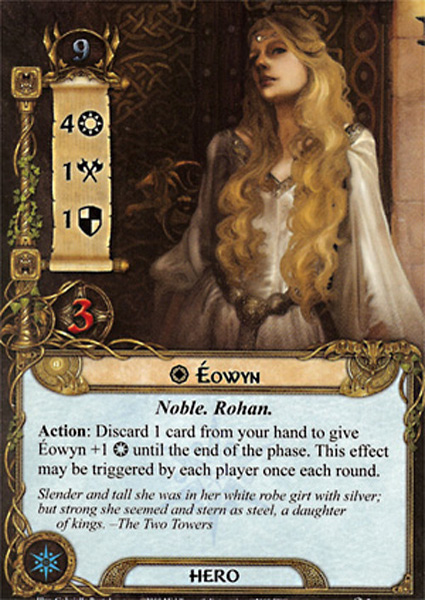 9
4
1
1
3
Éowyn
Noble. Rohan.
Action: Discard 1 card from your hand to give
Éowyn +1 until the end of the phase. This effect
may be triggered by each player once each round.
Slender and tall she was in her white robe girt with silver;
but strong she seemed and stern as steel, a daughter
of kings. –The Two Towers
HERO